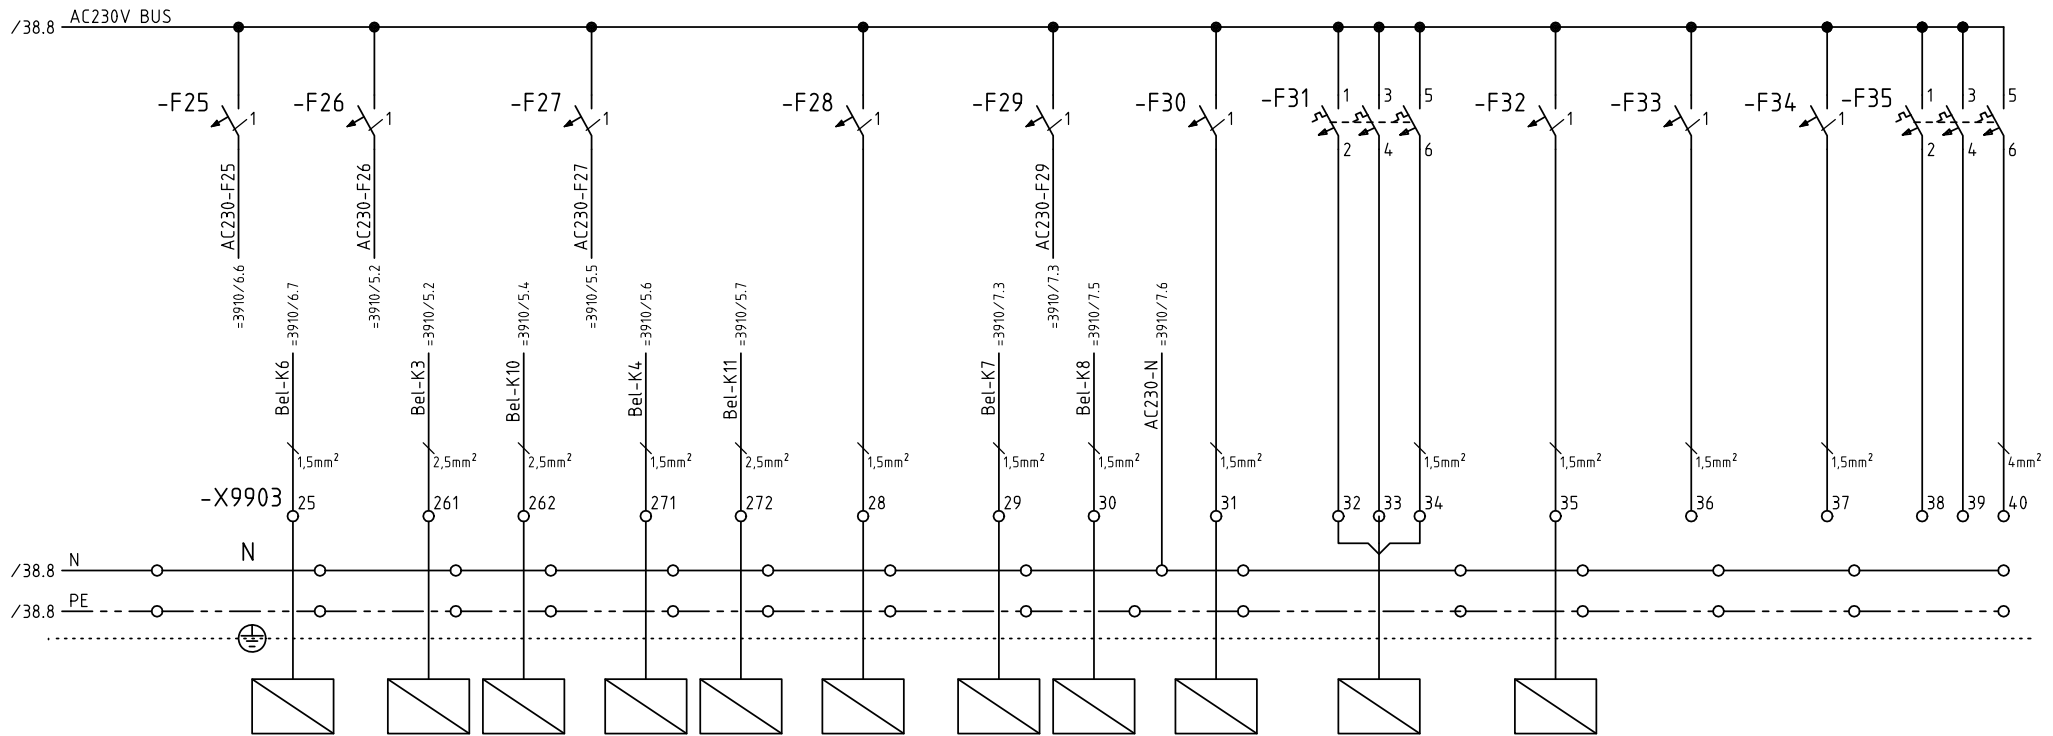 AC230V BUS
/38.8
-F25
1
-F26
1
-F27
1
-F28
1
-F29
1
-F30
1
-F31
1
3
5
2
4
6
-F32
1
-F33
1
-F34
1
-F35
1
3
5
2
4
6
AC230-F25
=3910/6.6
AC230-F26
=3910/5.2
AC230-F27
=3910/5.5
AC230-F29
=3910/7.3
=3910/6.7
Bel-K6
=3910/5.2
Bel-K3
=3910/5.4
Bel-K10
=3910/5.6
Bel-K4
=3910/5.7
Bel-K11
=3910/7.3
Bel-K7
=3910/7.5
Bel-K8
=3910/7.6
AC230-N
1,5mm²
2,5mm²
2,5mm²
1,5mm²
2,5mm²
1,5mm²
1,5mm²
1,5mm²
1,5mm²
1,5mm²
1,5mm²
1,5mm²
1,5mm²
4mm²
-X9903
25
261
262
271
272
28
29
30
31
32
33
34
35
36
37
38
39
40
N
/38.8
N
/38.8
PE